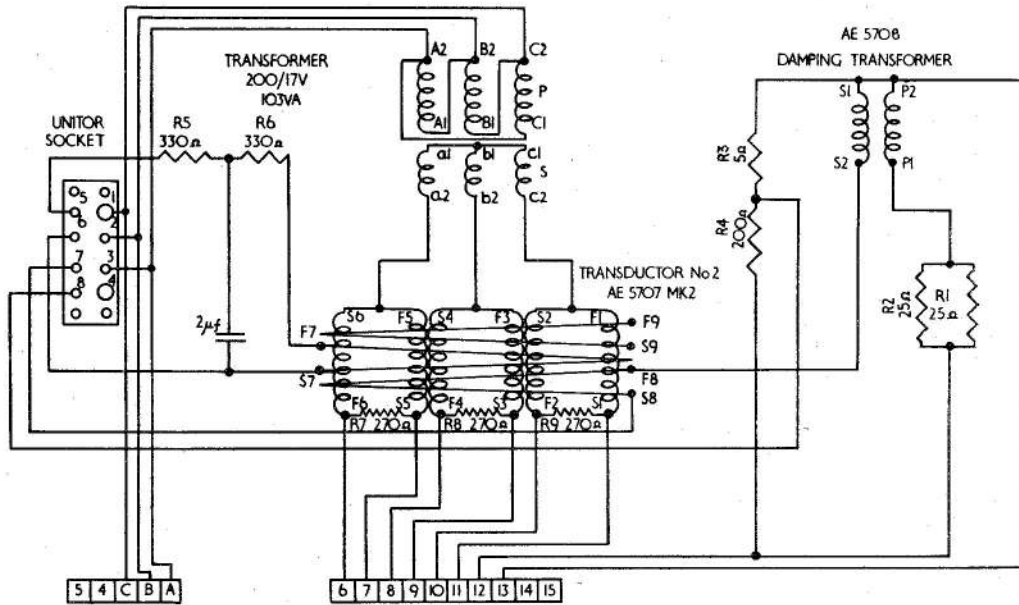 AE 5708
DAMPING TRANSFORMER
TRANSFORMER
200/17V
103VA
A2
B2
C2
P
A1
B1
C1
a1
b1
c1
S
a2
b2
c2
UNITOR
SOCKET
R5
330Ω
R6
330Ω
5
1
6
2
7
3
8
4
2μf
S1
P2
S2
P1
R3
5Ω
R4
200Ω
R2
25Ω
R1
25Ω
TRANSDUCTOR No2
AE 5707 MK2
S6
F5
S4
F3
S2
F1
F7
F9
S9
S7
F8
S8
F6
S5
F4
S3
F2
S1
R7 270Ω
R8 270Ω
R9 270Ω
5 4 C B A
6 7 8 9 10 11 12 13 14 15